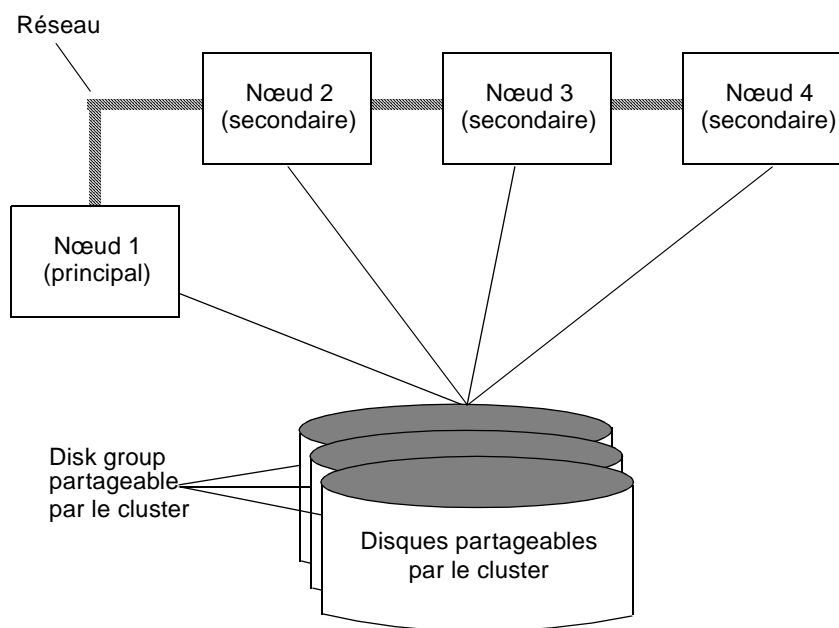 Réseau
Nœud 2
(secondaire)
Nœud 3
(secondaire)
Nœud 4
(secondaire)
Nœud 1
(principal)
Disk group
partageable
par le cluster
Disques partageables
par le cluster